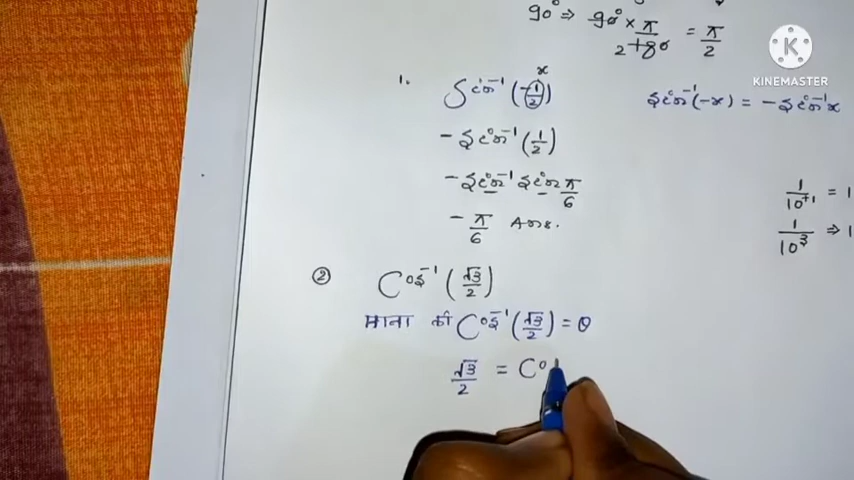 90° ⇒ 90° × π/2 180 = π/2
KINEMASTER
1. Sin⁻¹(-1/2) x
sin⁻¹(-x) = -sin⁻¹x
-sin⁻¹(1/2)
-sin⁻¹ sin π/6
1/10⁺¹ = 1
-π/6 Ans.
1/10³ ⇒ 1
② Cos⁻¹(√3/2)
माना की Cos⁻¹(√3/2) = θ
√3/2 = Co